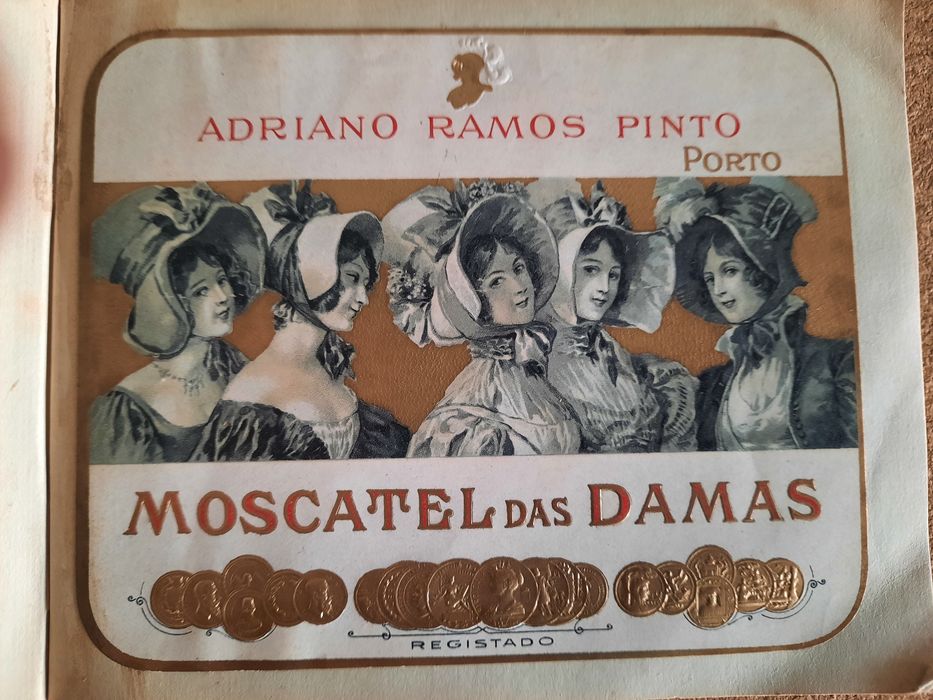 ADRIANO RAMOS PINTO
PORTO
MOSCATEL DAS DAMAS
REGISTADO